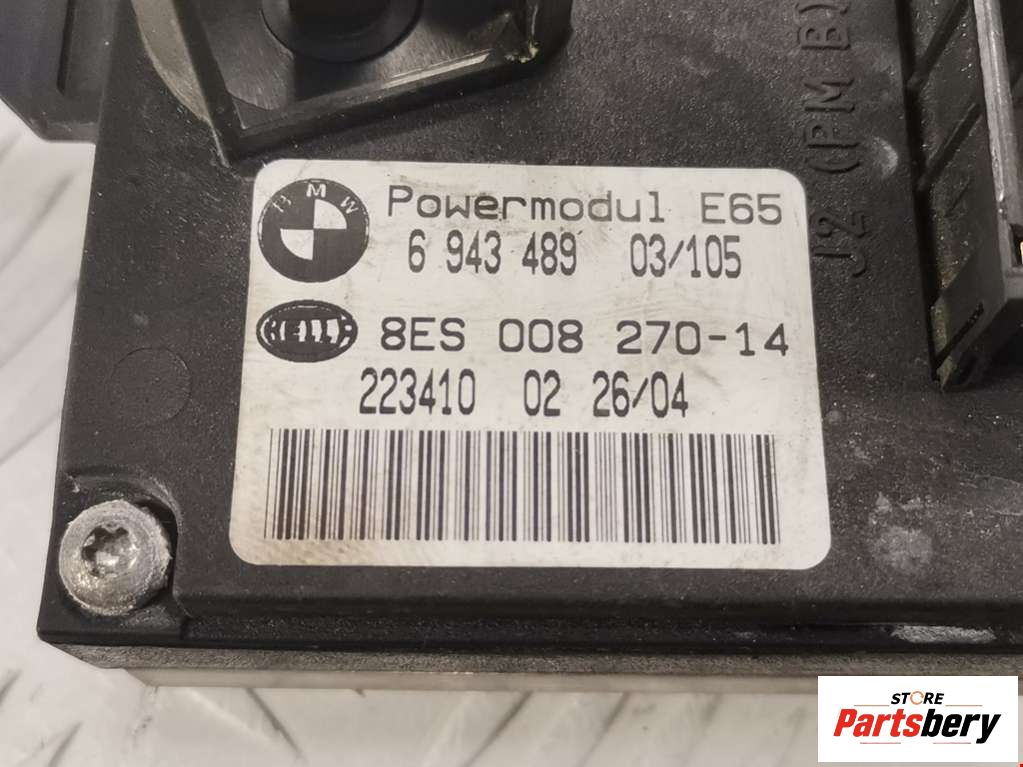 BMW
Powermodul E65
6 943 489 03/105
HELLA
8ES 008 270-14
223410 02 26/04
J2 (PM B)
STORE
Partsbery